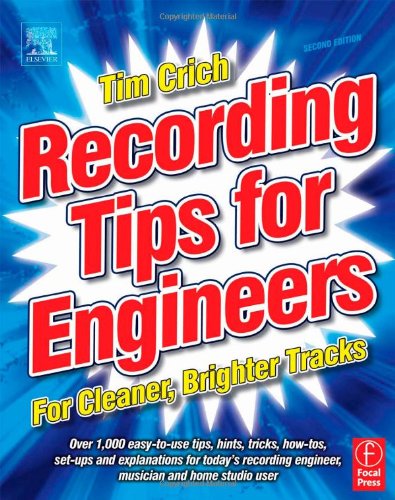 ELSEVIER
SECOND EDITION
Tim Crich
Recording
Tips for
Engineers
For Cleaner, Brighter Tracks
Over 1,000 easy-to-use tips, hints, tricks, how-tos,
set-ups and explanations for today's recording engineer,
musician and home studio user
Focal
Press